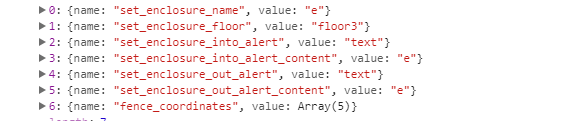 ▶0: {name: "set_enclosure_name", value: "e"}
▶1: {name: "set_enclosure_floor", value: "floor3"}
▶2: {name: "set_enclosure_into_alert", value: "text"}
▶3: {name: "set_enclosure_into_alert_content", value: "e"}
▶4: {name: "set_enclosure_out_alert", value: "text"}
▶5: {name: "set_enclosure_out_alert_content", value: "e"}
▶6: {name: "fence_coordinates", value: Array(5)}
length: 7